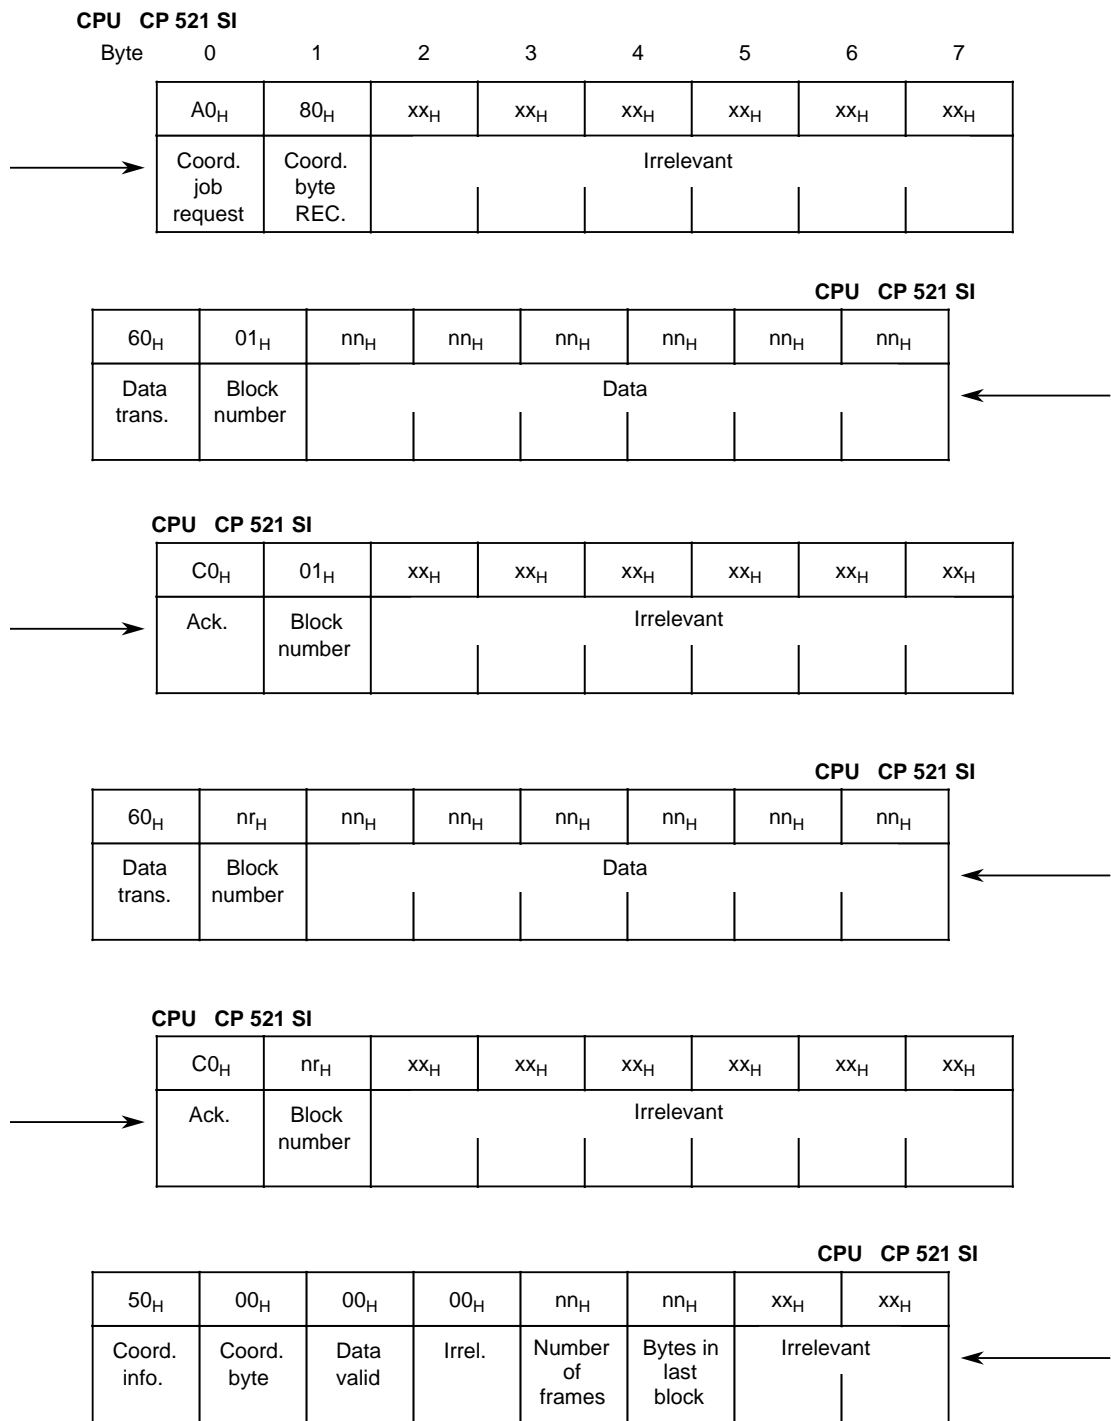 CPU CP 521 SI
Byte 0 1 2 3 4 5 6 7
A0H 80H xxH xxH xxH xxH xxH xxH
Coord. job request Coord. byte REC. Irrelevant
CPU CP 521 SI
60H 01H nnH nnH nnH nnH nnH nnH
Data trans. Block number Data
CPU CP 521 SI
C0H 01H xxH xxH xxH xxH xxH xxH
Ack. Block number Irrelevant
CPU CP 521 SI
60H nrH nnH nnH nnH nnH nnH nnH
Data trans. Block number Data
CPU CP 521 SI
C0H nrH xxH xxH xxH xxH xxH xxH
Ack. Block number Irrelevant
CPU CP 521 SI
50H 00H 00H 00H nnH nnH xxH xxH
Coord. info. Coord. byte Data valid Irrel. Number of frames Bytes in last block Irrelevant